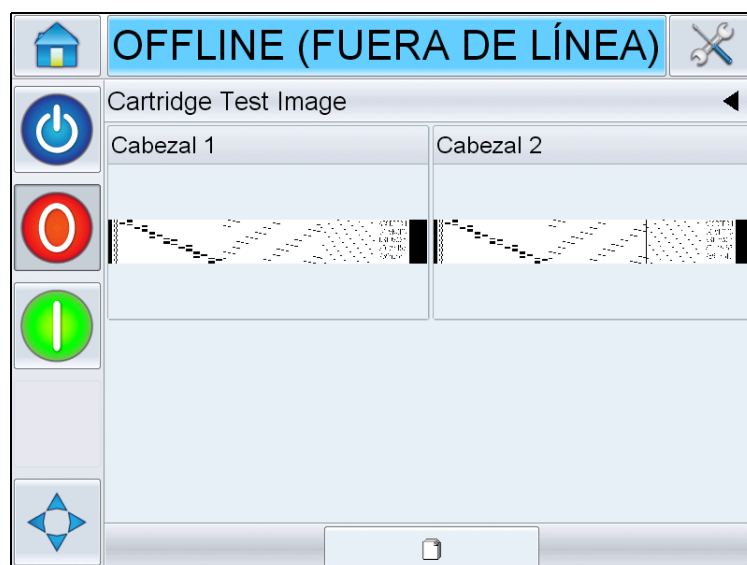 OFFLINE (FUERA DE LÍNEA)
Cartridge Test Image
Cabezal 1
Cabezal 2